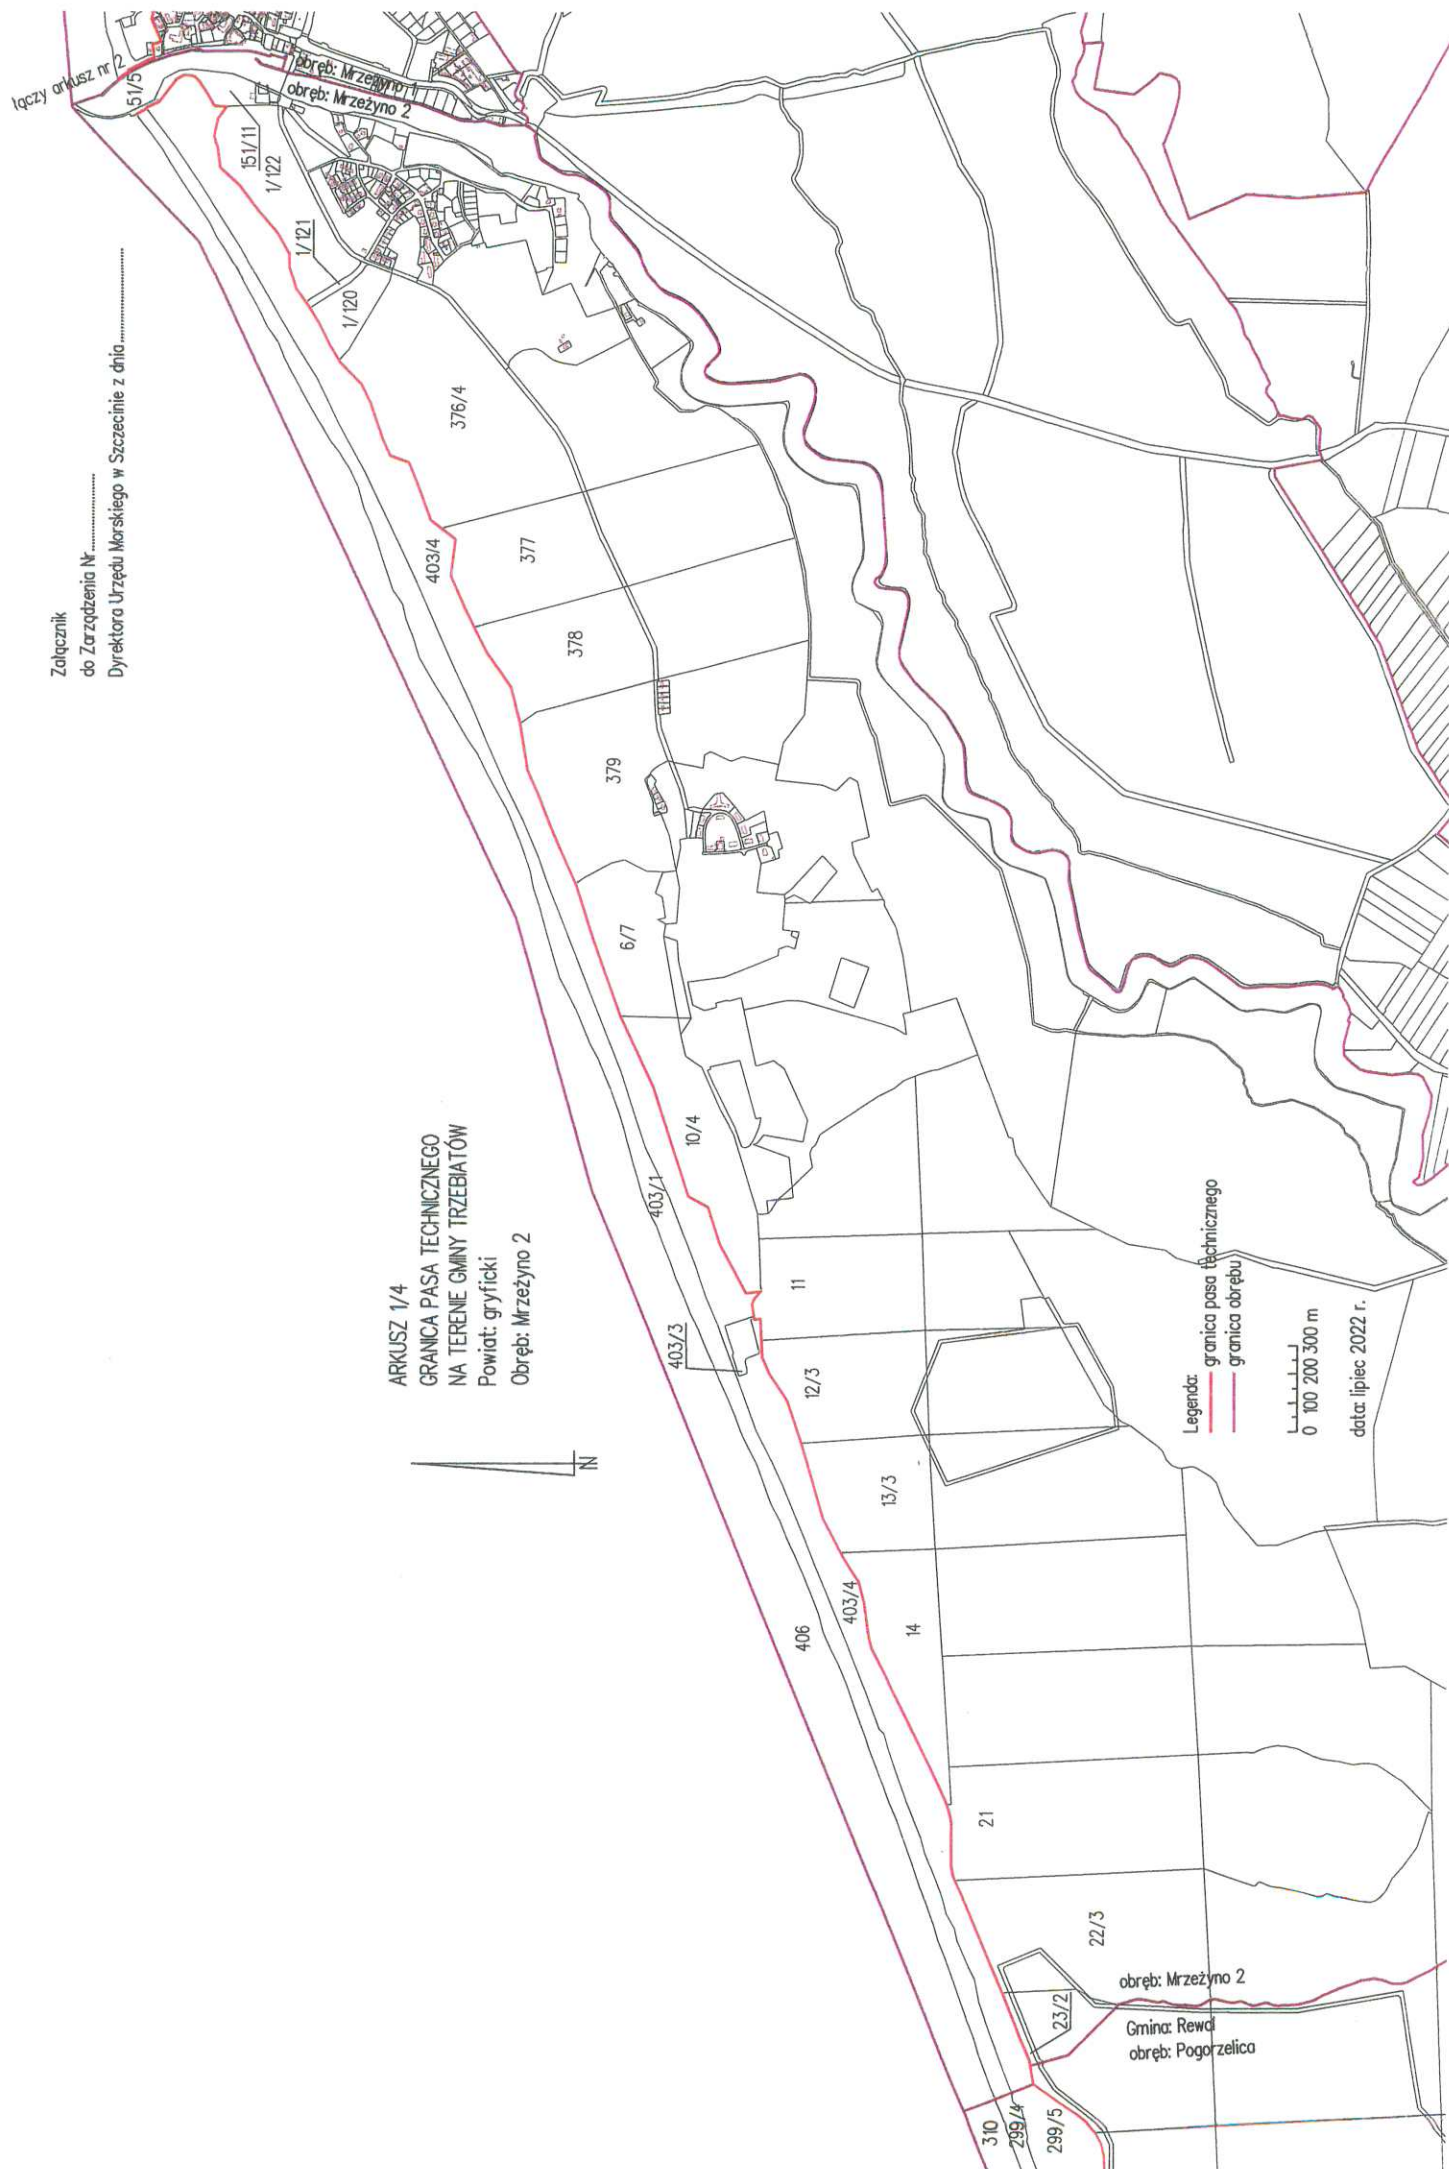 Załącznik
do Zarządzenia Nr..................
Dyrektora Urzędu Morskiego w Szczecinie z dnia........................
łączy arkusz nr 2
ARKUSZ 1/4
GRANICA PASA TECHNICZNEGO
NA TERENIE GMINY TRZEBIATÓW
Powiat: gryficki
Obręb: Mrzeżyno 2
N
310
299/4
299/5
23/2
22/3
21
406
403/4
14
13/3
12/3
403/3
11
403/1
10/4
6/7
379
378
377
403/4
376/4
1/120
1/121
151/11
1/122
51/5
obręb: Mrzeżyno 1
obręb: Mrzeżyno 2
obręb: Mrzeżyno 2
Gmina: Rewal
obręb: Pogorzelica
Legenda:
granica pasa technicznego
granica obrębu
0 100 200 300 m
data: lipiec 2022 r.